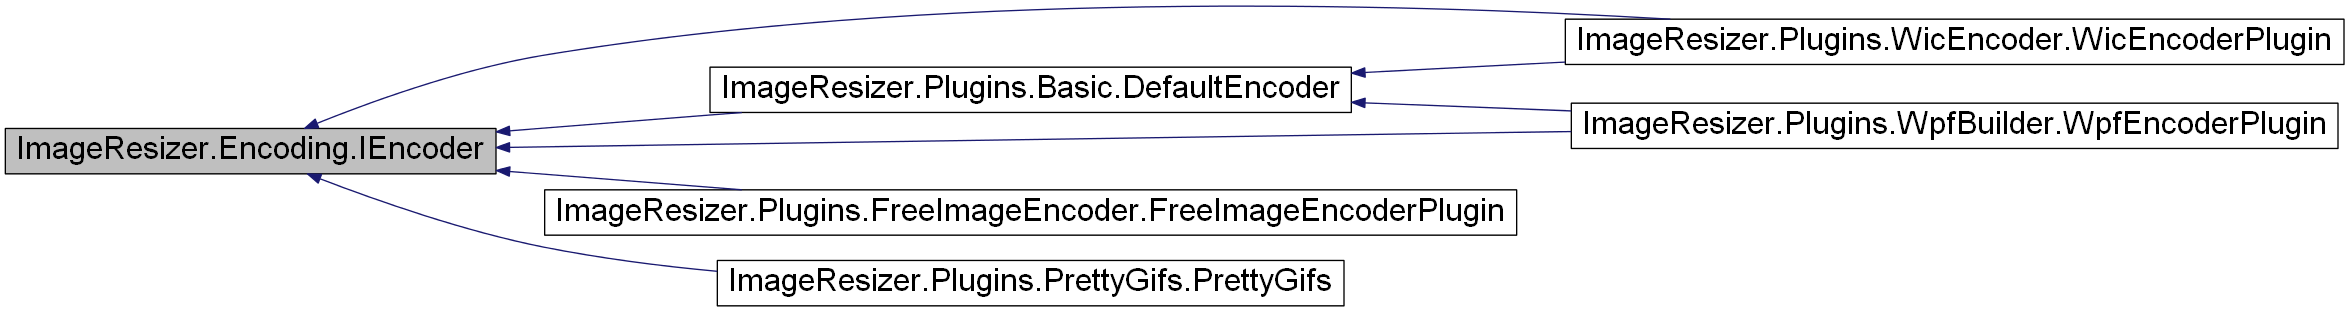 ImageResizer.Plugins.WicEncoder.WicEncoderPlugin
ImageResizer.Plugins.Basic.DefaultEncoder
ImageResizer.Plugins.WpfBuilder.WpfEncoderPlugin
ImageResizer.Encoding.IEncoder
ImageResizer.Plugins.FreeImageEncoder.FreeImageEncoderPlugin
ImageResizer.Plugins.PrettyGifs.PrettyGifs